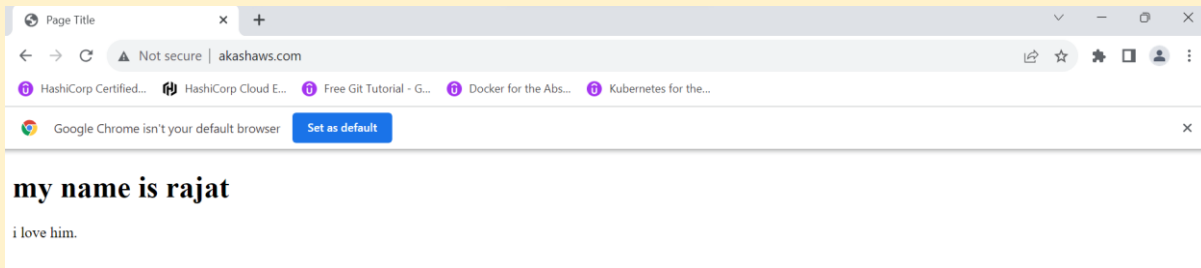 Page Title
Not secure | akashaws.com
HashiCorp Certified... HashiCorp Cloud E... Free Git Tutorial - G... Docker for the Abs... Kubernetes for the...
Google Chrome isn't your default browser Set as default
my name is rajat
i love him.